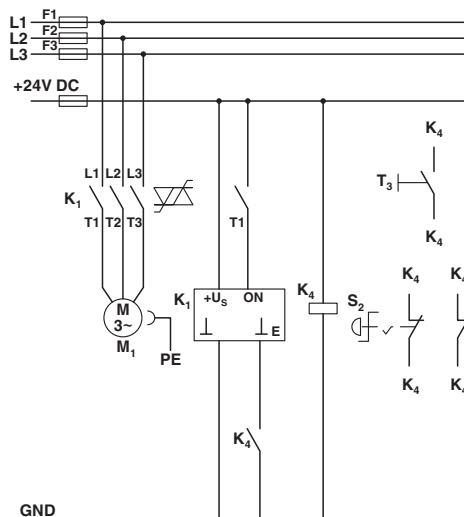 L1 F1
L2 F2
L3 F3
+24V DC
K4
L1 L2 L3
K1
T3
T1 T2 T3
T1
K4
K1 +US ON
K4
S2
K4 K4
M
3~
M1
E
PE
K4 K4
K4
GND